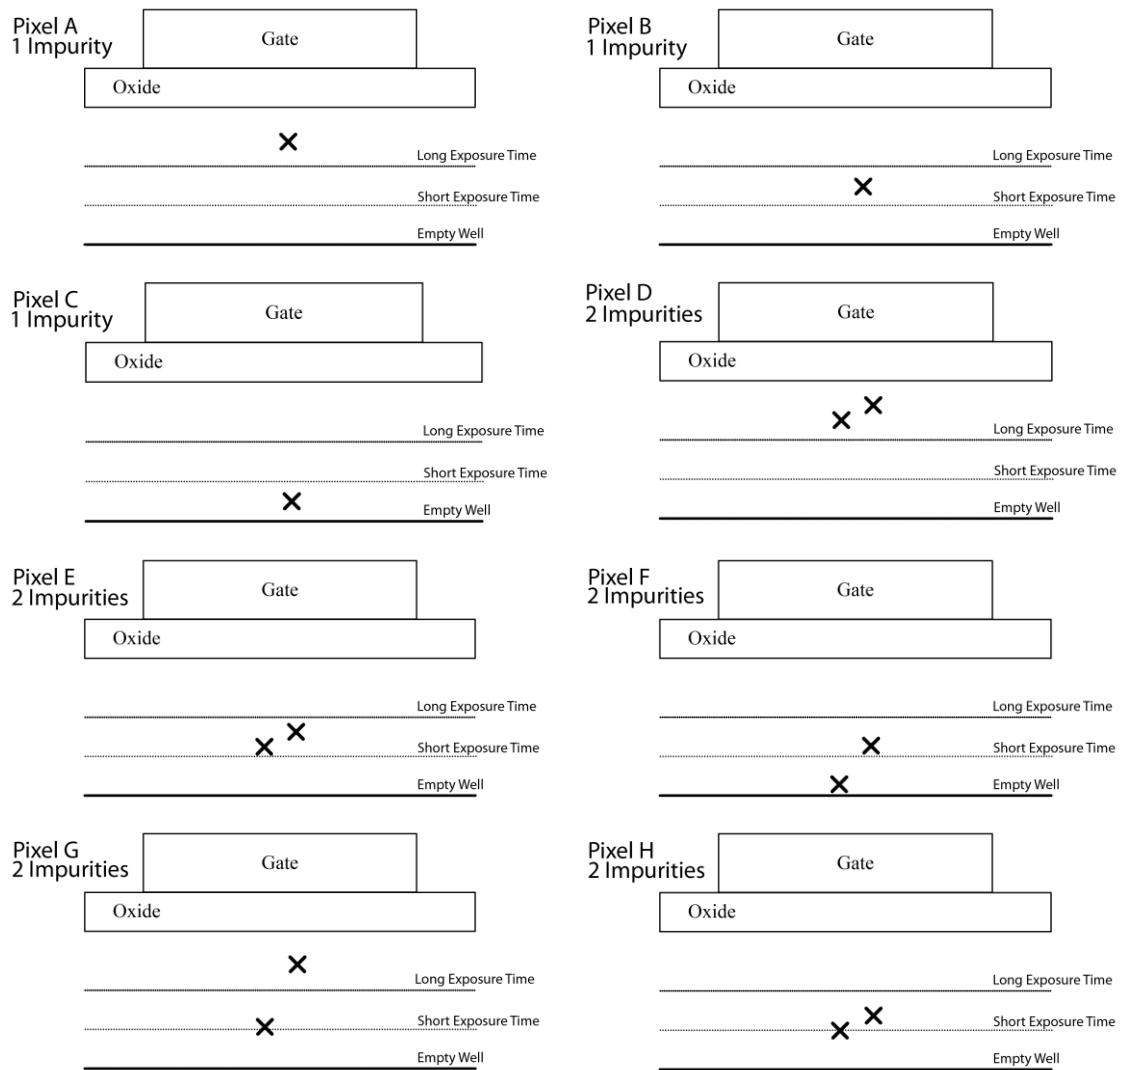 Pixel A
1 Impurity
Gate
Oxide
Long Exposure Time
Short Exposure Time
Empty Well
Pixel B
1 Impurity
Gate
Oxide
Long Exposure Time
Short Exposure Time
Empty Well
Pixel C
1 Impurity
Gate
Oxide
Long Exposure Time
Short Exposure Time
Empty Well
Pixel D
2 Impurities
Gate
Oxide
Long Exposure Time
Short Exposure Time
Empty Well
Pixel E
2 Impurities
Gate
Oxide
Long Exposure Time
Short Exposure Time
Empty Well
Pixel F
2 Impurities
Gate
Oxide
Long Exposure Time
Short Exposure Time
Empty Well
Pixel G
2 Impurities
Gate
Oxide
Long Exposure Time
Short Exposure Time
Empty Well
Pixel H
2 Impurities
Gate
Oxide
Long Exposure Time
Short Exposure Time
Empty Well